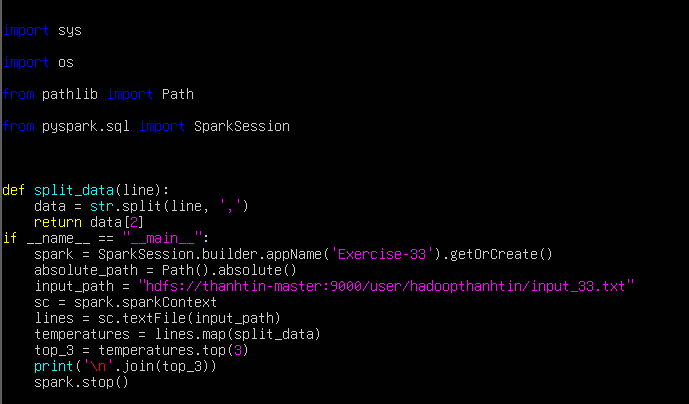 import sys
import os
from pathlib import Path
from pyspark.sql import SparkSession
def split_data(line):
    data = str.split(line, ',')
    return data[2]
if __name__ == "__main__":
    spark = SparkSession.builder.appName('Exercise-33').getOrCreate()
    absolute_path = Path().absolute()
    input_path = "hdfs://thanhtin-master:9000/user/hadoopthanhtin/input_33.txt"
    sc = spark.sparkContext
    lines = sc.textFile(input_path)
    temperatures = lines.map(split_data)
    top_3 = temperatures.top(3)
    print('\n'.join(top_3))
    spark.stop()